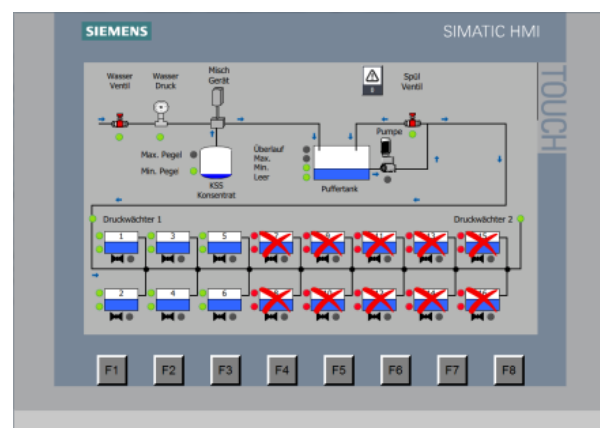 SIEMENS
SIMATIC HMI
TOUCH
Wasser
Ventil
Wasser
Druck
Misch
Gerät
Spül
Ventil
Pumpe
Max. Pegel
Min. Pegel
KSS
Konsentrat
Überlauf
Max.
Min.
Leer
Puffertank
Druckwächter 1
Druckwächter 2
1 3 5
2 4 6
F1 F2 F3 F4 F5 F6 F7 F8